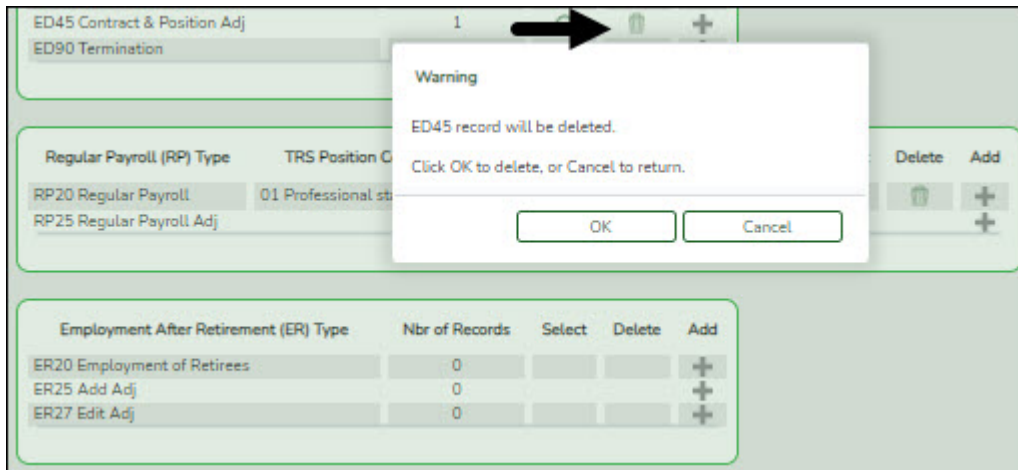 ED45 Contract & Position Adj 1
ED90 Termination
Warning
ED45 record will be deleted.
Click OK to delete, or Cancel to return.
OK Cancel
Regular Payroll (RP) Type TRS Position Delete Add
RP20 Regular Payroll 01 Professional
RP25 Regular Payroll Adj
Employment After Retirement (ER) Type Nbr of Records Select Delete Add
ER20 Employment of Retirees 0
ER25 Add Adj 0
ER27 Edit Adj 0